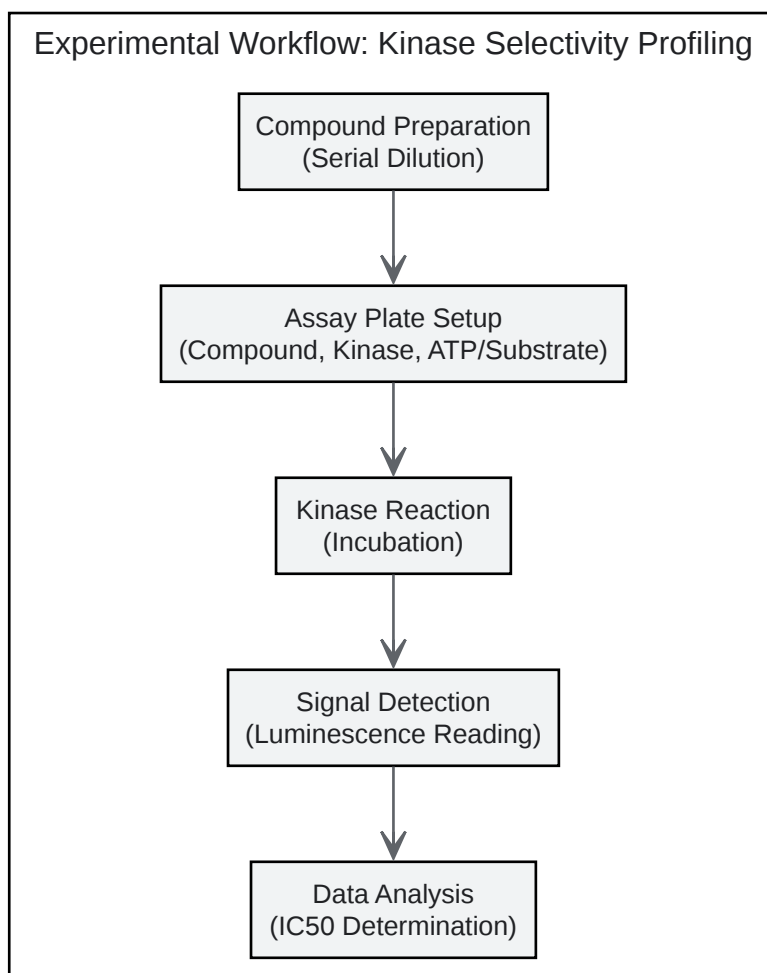 Experimental Workflow: Kinase Selectivity Profiling
Compound Preparation
(Serial Dilution)
Assay Plate Setup
(Compound, Kinase, ATP/Substrate)
Kinase Reaction
(Incubation)
Signal Detection
(Luminescence Reading)
Data Analysis
(IC50 Determination)